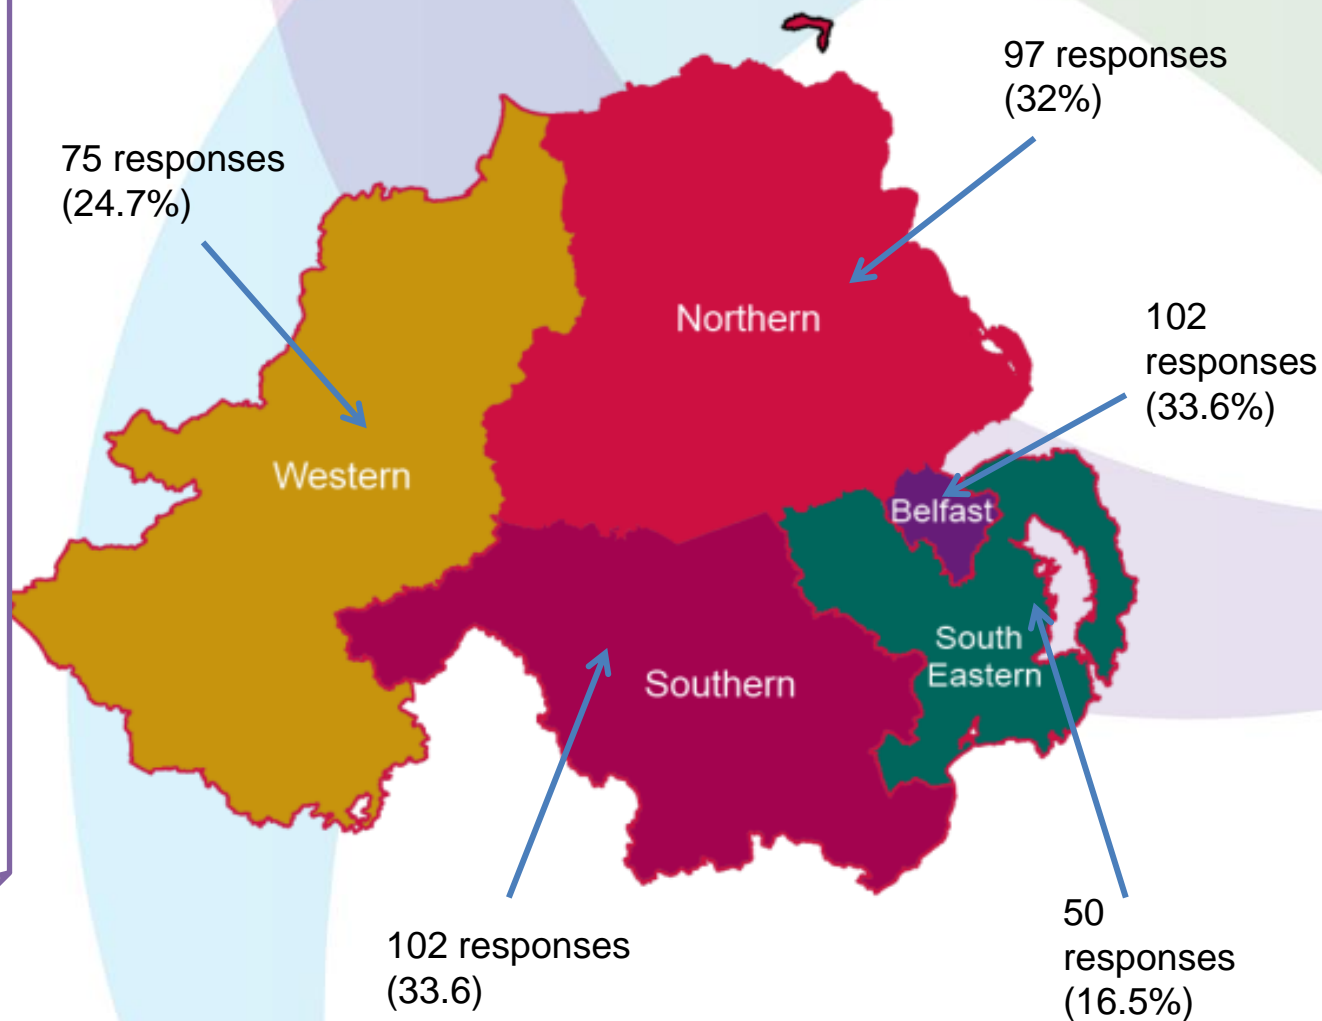 97 responses
(32%)
75 responses
(24.7%)
Northern
102
responses
(33.6%)
Western
Belfast
South
Eastern
Southern
102 responses
(33.6)
50
responses
(16.5%)